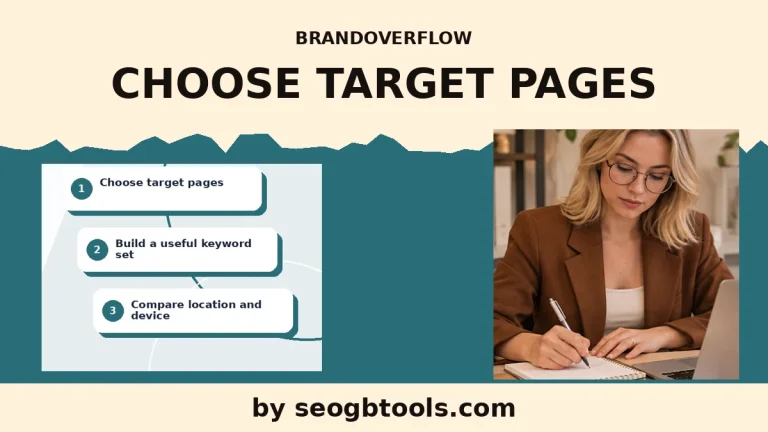 BRANDOVERFLOW
CHOOSE TARGET PAGES
1 Choose target pages
2 Build a useful keyword
set
3 Compare location and
device
by seogbtools.com